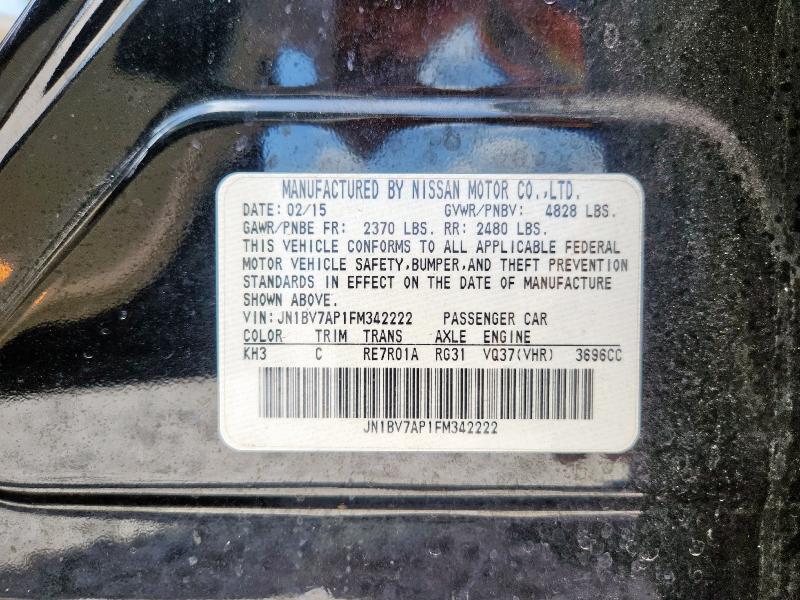 MANUFACTURED BY NISSAN MOTOR CO.,LTD.
DATE: 02/15 GVWR/PNBV: 4828 LBS.
GAWR/PNBE FR: 2370 LBS. RR: 2480 LBS.
THIS VEHICLE CONFORMS TO ALL APPLICABLE FEDERAL
MOTOR VEHICLE SAFETY,BUMPER,AND THEFT PREVENTION
STANDARDS IN EFFECT ON THE DATE OF MANUFACTURE
SHOWN ABOVE.
VIN:JN1BV7AP1FM342222 PASSENGER CAR
COLOR TRIM TRANS AXLE ENGINE
KH3 C RE7R01A RG31 VQ37(VHR) 3696CC
JN1BV7AP1FM342222